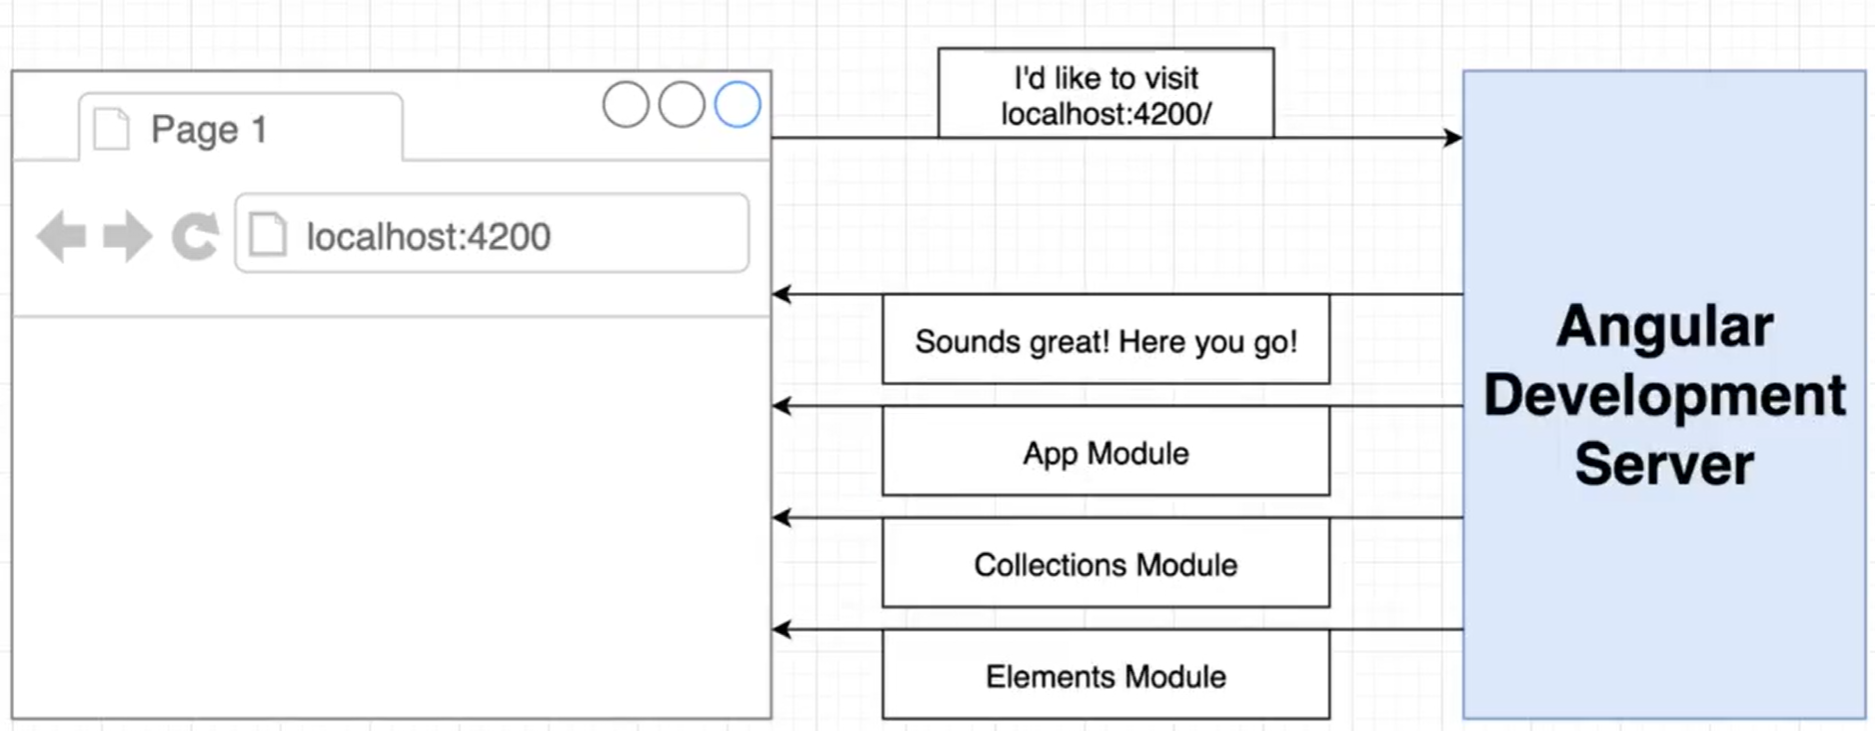 Page 1
localhost:4200
I'd like to visit
localhost:4200/
Sounds great! Here you go!
App Module
Collections Module
Elements Module
Angular
Development
Server